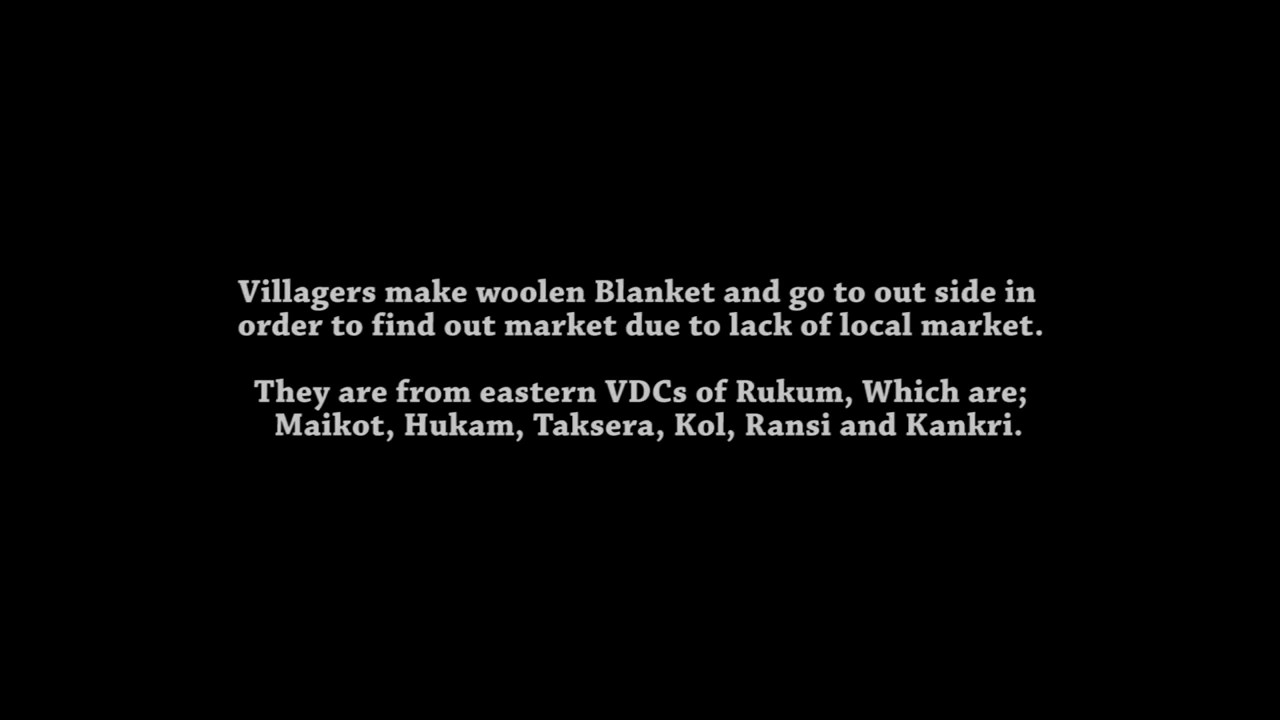 Villagers make woolen Blanket and go to out side in
order to find out market due to lack of local market.
They are from eastern VDCs of Rukum, Which are;
Maikot, Hukam, Taksera, Kol, Ransi and Kankri.